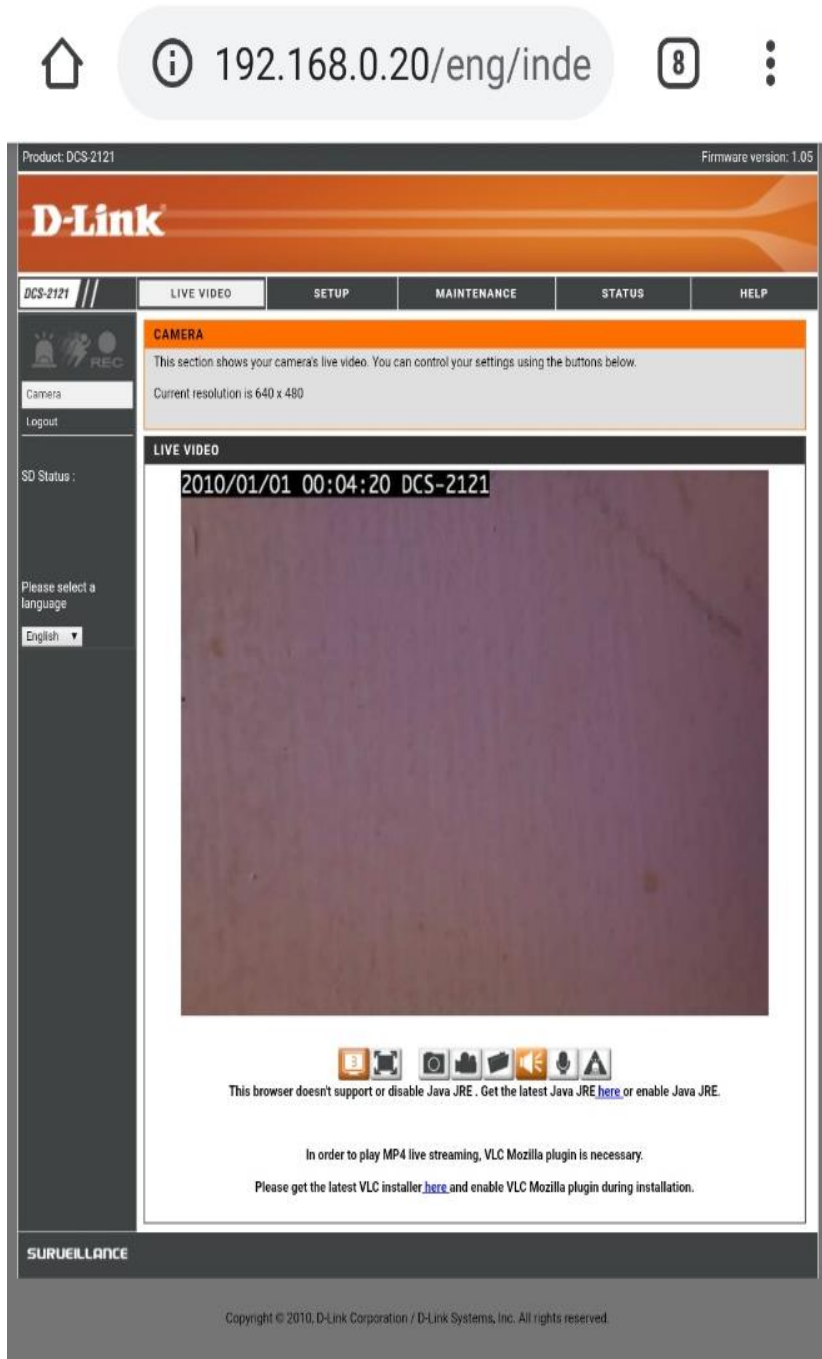 192.168.0.20/eng/inde
8
Product: DCS-2121
Firmware version: 1.05
D-Link
DCS-2121
LIVE VIDEO
SETUP
MAINTENANCE
STATUS
HELP
REC
Camera
Logout
SD Status :
Please select a
language
English
CAMERA
This section shows your camera's live video. You can control your settings using the buttons below.
Current resolution is 640 x 480
LIVE VIDEO
2010/01/01 00:04:20 DCS-2121
3
This browser doesn't support or disable Java JRE . Get the latest Java JRE here or enable Java JRE.
In order to play MP4 live streaming, VLC Mozilla plugin is necessary.
Please get the latest VLC installer here and enable VLC Mozilla plugin during installation.
SURVEILLANCE
Copyright © 2010, D-Link Corporation / D-Link Systems, Inc. All rights reserved.